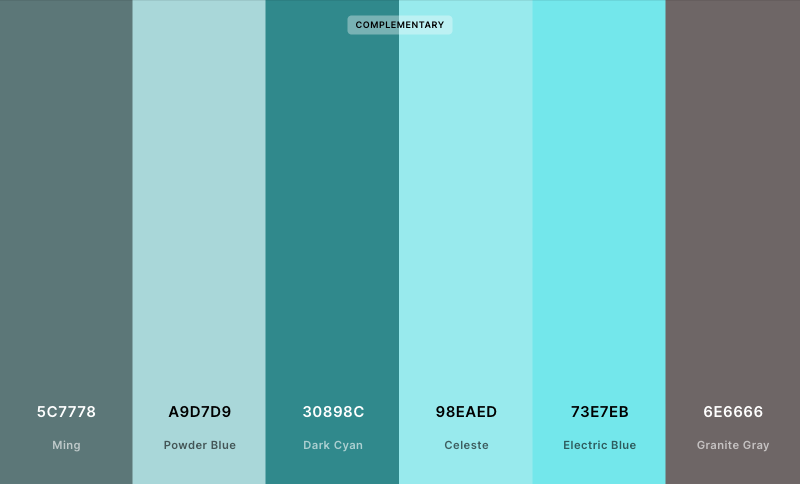 COMPLEMENTARY
5C7778
Ming
A9D7D9
Powder Blue
30898C
Dark Cyan
98EAED
Celeste
73E7EB
Electric Blue
6E6666
Granite Gray